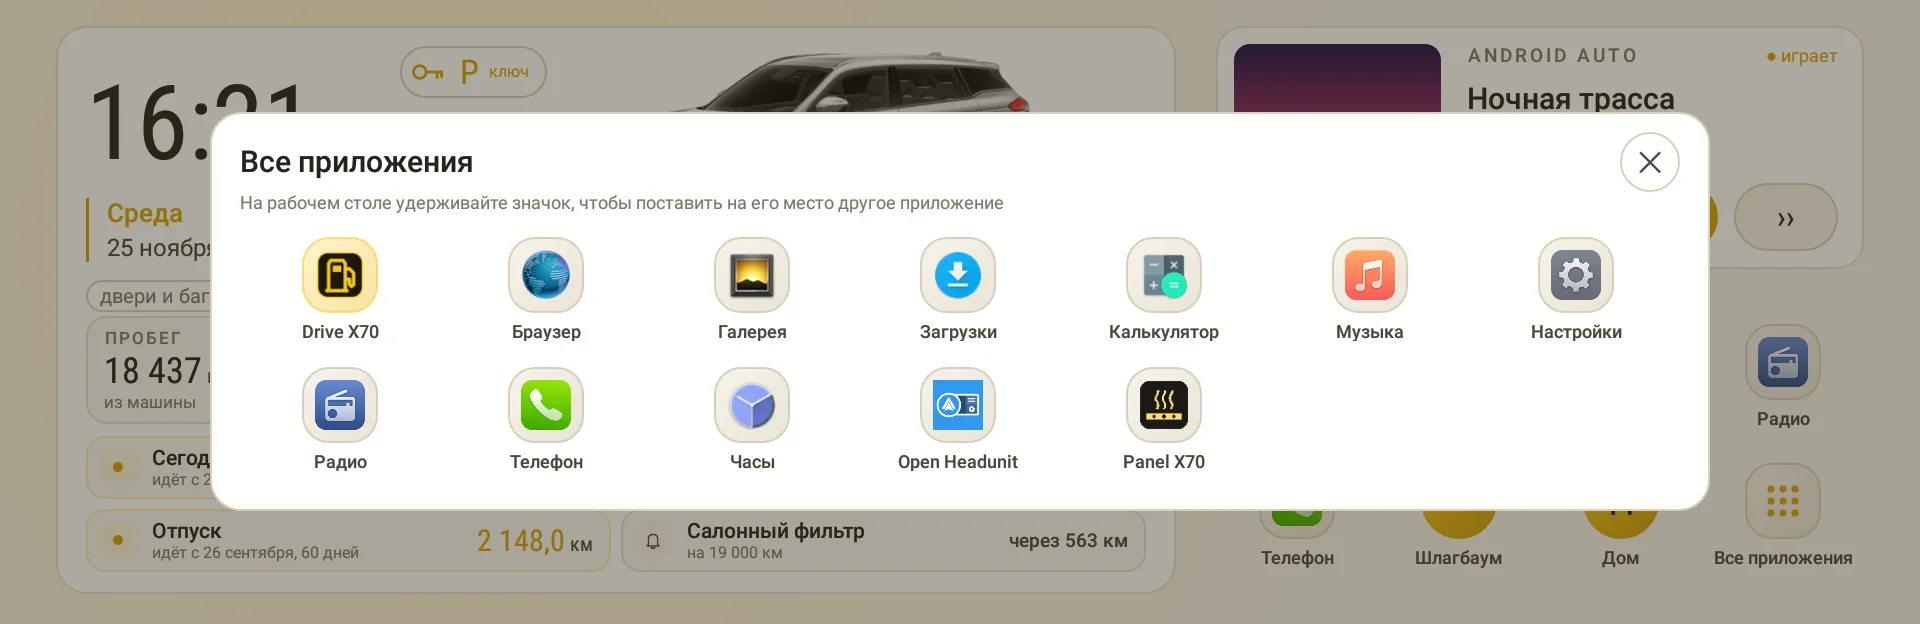 16:21
P ключ
ANDROID AUTO
играет
Ночная трасса
Все приложения
На рабочем столе удерживайте значок, чтобы поставить на его место другое приложение
Среда
25 ноября
двери и баг
ПРОБЕГ
18 437
из машины
Drive X70
Браузер
Галерея
Загрузки
Калькулятор
Музыка
Настройки
Радио
Телефон
Часы
Open Headunit
Panel X70
Радио
Сегод
идёт с 2
Отпуск
идёт с 26 сентября, 60 дней
2 148,0 км
Салонный фильтр
на 19 000 км
через 563 км
Телефон
Шлагбаум
Дом
Все приложения